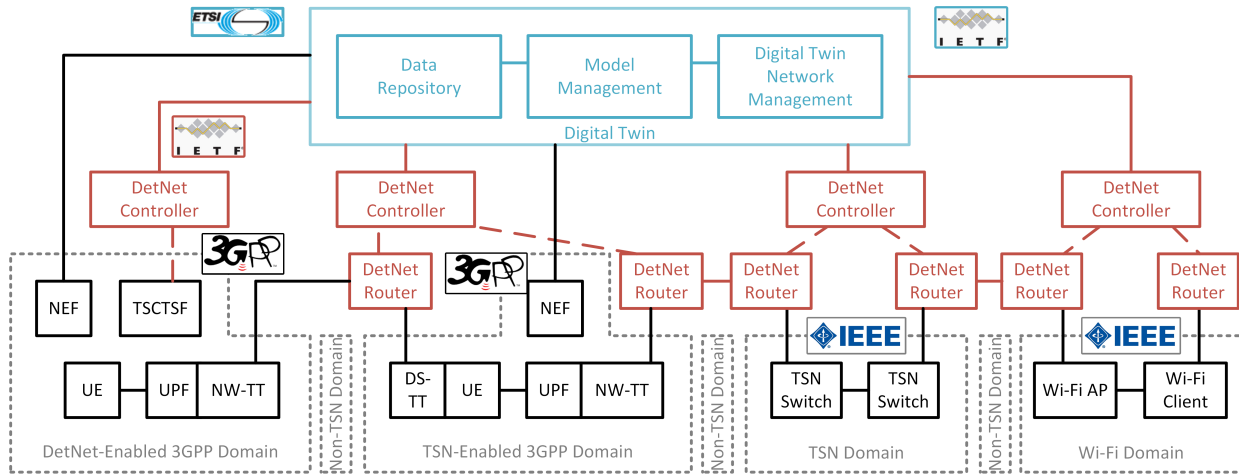 ETSI
I E T F
Data
Repository
Model
Management
Digital Twin
Network
Management
Digital Twin
I E T F
DetNet
Controller
DetNet
Controller
DetNet
Controller
DetNet
Controller
3GPP
3GPP
NEF
TSCTSF
DetNet
Router
NEF
DetNet
Router
DetNet
Router
DetNet
Router
DetNet
Router
DetNet
Router
IEEE
IEEE
UE
UPF
NW-TT
DS-
TT
UE
UPF
NW-TT
TSN
Switch
TSN
Switch
Wi-Fi AP
Wi-Fi
Client
DetNet-Enabled 3GPP Domain
Non-TSN Domain
TSN-Enabled 3GPP Domain
Non-TSN Domain
TSN Domain
Non-TSN Domain
Wi-Fi Domain